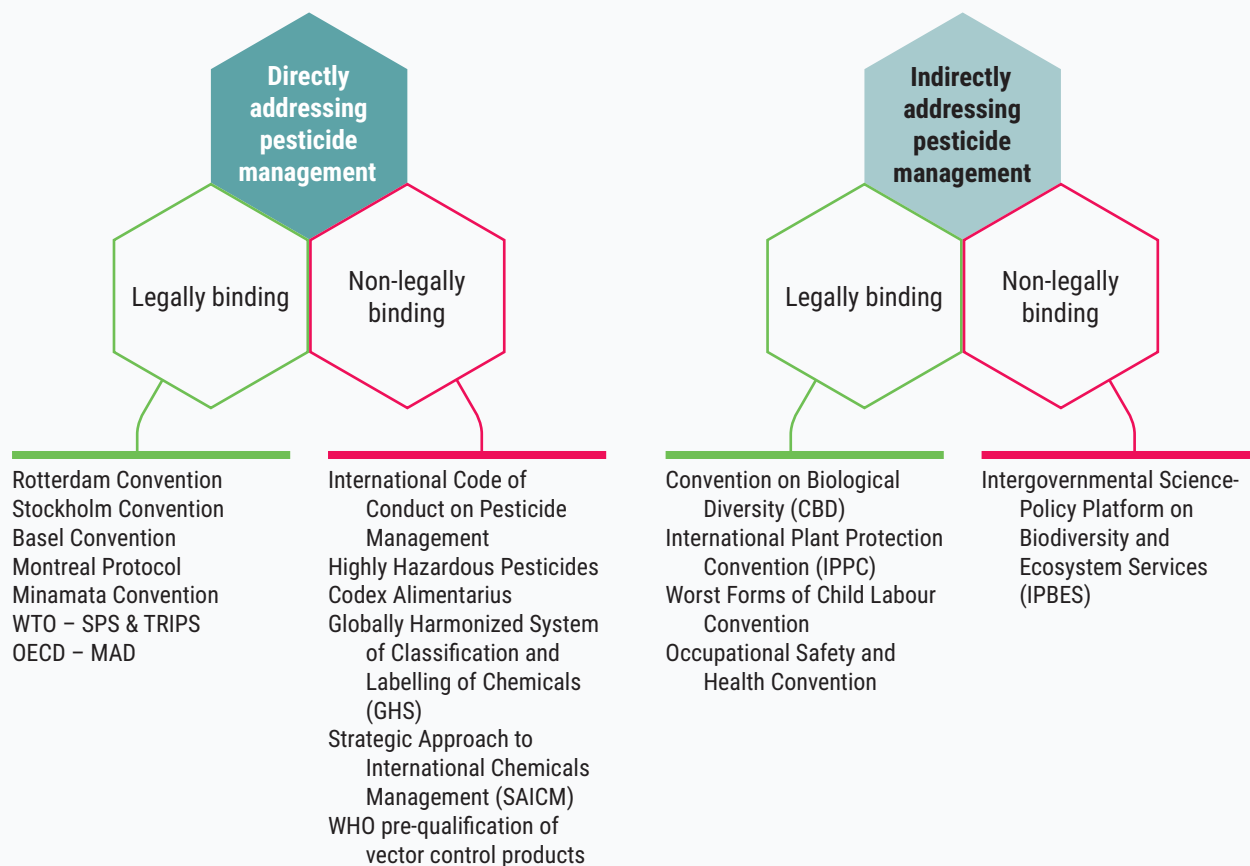 Directly
addressing
pesticide
management
Legally binding
Non-legally
binding
Rotterdam Convention
Stockholm Convention
Basel Convention
Montreal Protocol
Minamata Convention
WTO – SPS & TRIPS
OECD – MAD
International Code of
Conduct on Pesticide
Management
Highly Hazardous Pesticides
Codex Alimentarius
Globally Harmonized System
of Classification and
Labelling of Chemicals
(GHS)
Strategic Approach to
International Chemicals
Management (SAICM)
WHO pre-qualification of
vector control products
Indirectly
addressing
pesticide
management
Legally binding
Non-legally
binding
Convention on Biological
Diversity (CBD)
International Plant Protection
Convention (IPPC)
Worst Forms of Child Labour
Convention
Occupational Safety and
Health Convention
Intergovernmental Science-
Policy Platform on
Biodiversity and
Ecosystem Services
(IPBES)